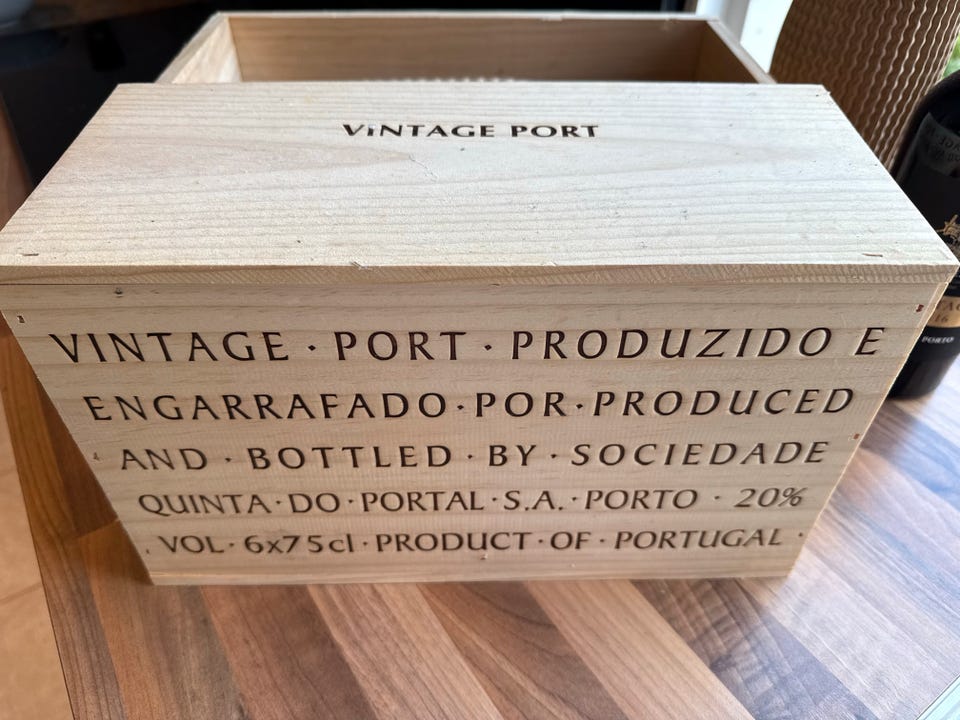 VINTAGE PORT
VINTAGE · PORT · PRODUZIDO E
ENGARRAFADO · POR · PRODUCED
AND · BOTTLED · BY · SOCIEDADE
QUINTA · DO · PORTAL · S.A. · PORTO · 20%
VOL · 6x75cl · PRODUCT · OF · PORTUGAL ·
PORTO